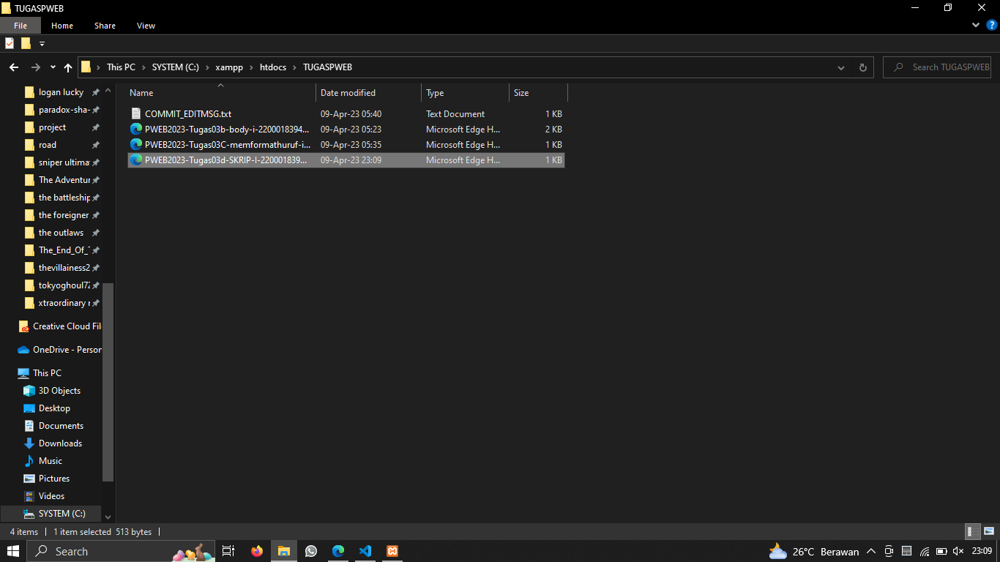 TUGASPWEB
File Home Share View
This PC SYSTEM (C:) xampp htdocs TUGASPWEB
Search TUGASPWEB
Name Date modified Type Size
COMMIT_EDITMSG.txt 09-Apr-23 05:40 Text Document 1 KB
PWEB2023-Tugas03b-body-i-2200018394... 09-Apr-23 05:23 Microsoft Edge H... 2 KB
PWEB2023-Tugas03C-memformathuruf-i... 09-Apr-23 05:35 Microsoft Edge H... 1 KB
PWEB2023-Tugas03d-SKRIP-I-220001839... 09-Apr-23 23:09 Microsoft Edge H... 1 KB
logan lucky
paradox-sha-
project
road
sniper ultima
The Adventur
the battleship
the foreigner
the outlaws
The_End_Of_T
thevillainess2
tokyoghoul72
xtraordinary r
Creative Cloud Fil
OneDrive - Person
This PC
3D Objects
Desktop
Documents
Downloads
Music
Pictures
Videos
SYSTEM (C:)
4 items 1 item selected 513 bytes
Search
26°C Berawan
23:09